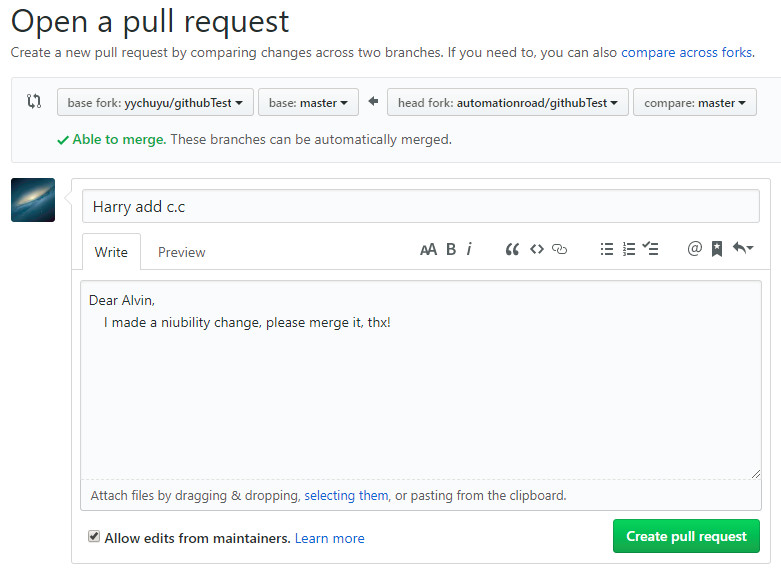 Open a pull request
Create a new pull request by comparing changes across two branches. If you need to, you can also compare across forks.
base fork: yychuyu/githubTest base: master head fork: automationroad/githubTest compare: master
Able to merge. These branches can be automatically merged.
Harry add c.c
Write Preview AA B i @
Dear Alvin,
I made a niubility change, please merge it, thx!
Attach files by dragging & dropping, selecting them, or pasting from the clipboard.
Allow edits from maintainers. Learn more Create pull request